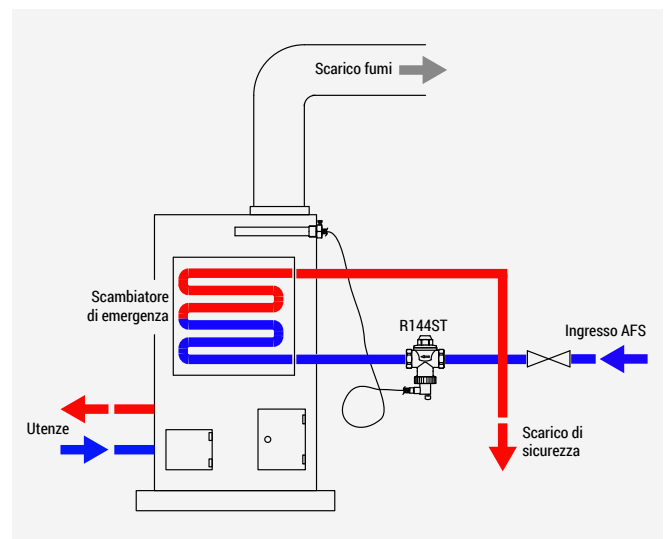 Scarico fumi
Scambiatore
di emergenza
R144ST
Ingresso AFS
Utenze
Scarico di
sicurezza